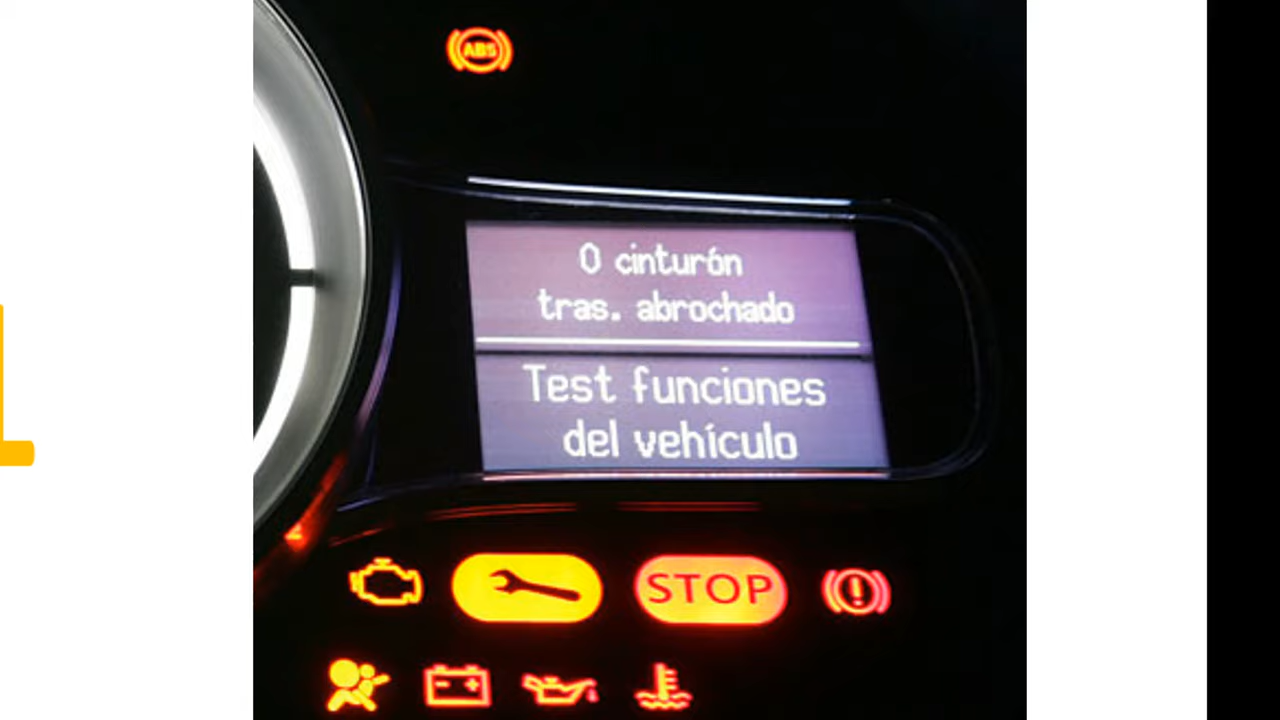 ABS
0 cinturón
tras. abrochado
Test funciones
del vehículo
STOP